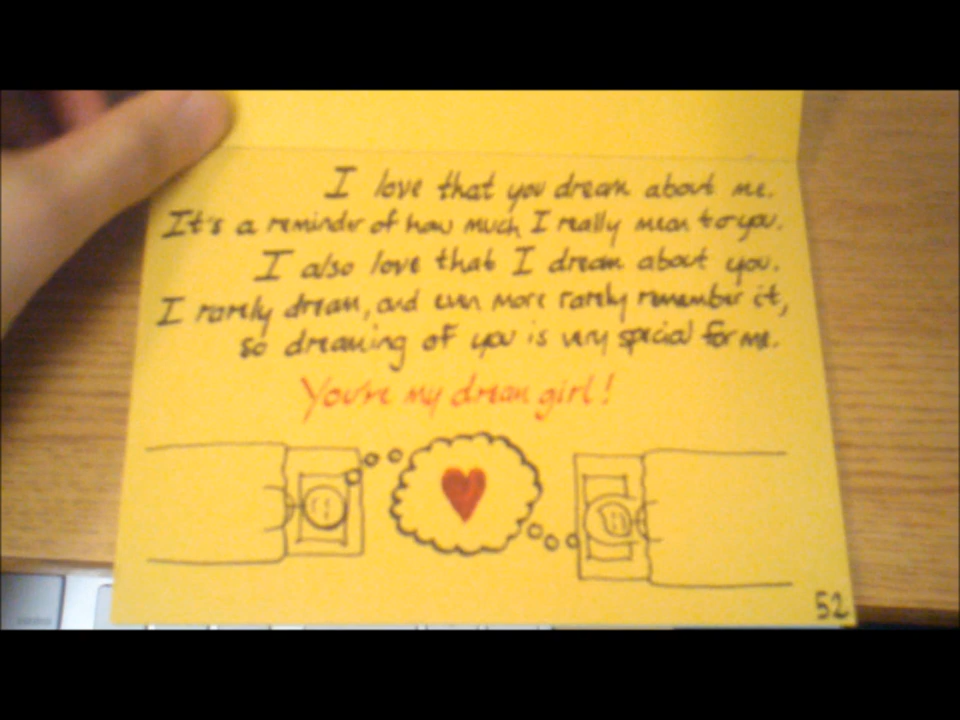 I love that you dream about me.
It's a reminder of how much I really mean to you.
I also love that I dream about you.
I rarely dream, and even more rarely remember it,
so dreaming of you is very special for me.
You're my dream girl!
52